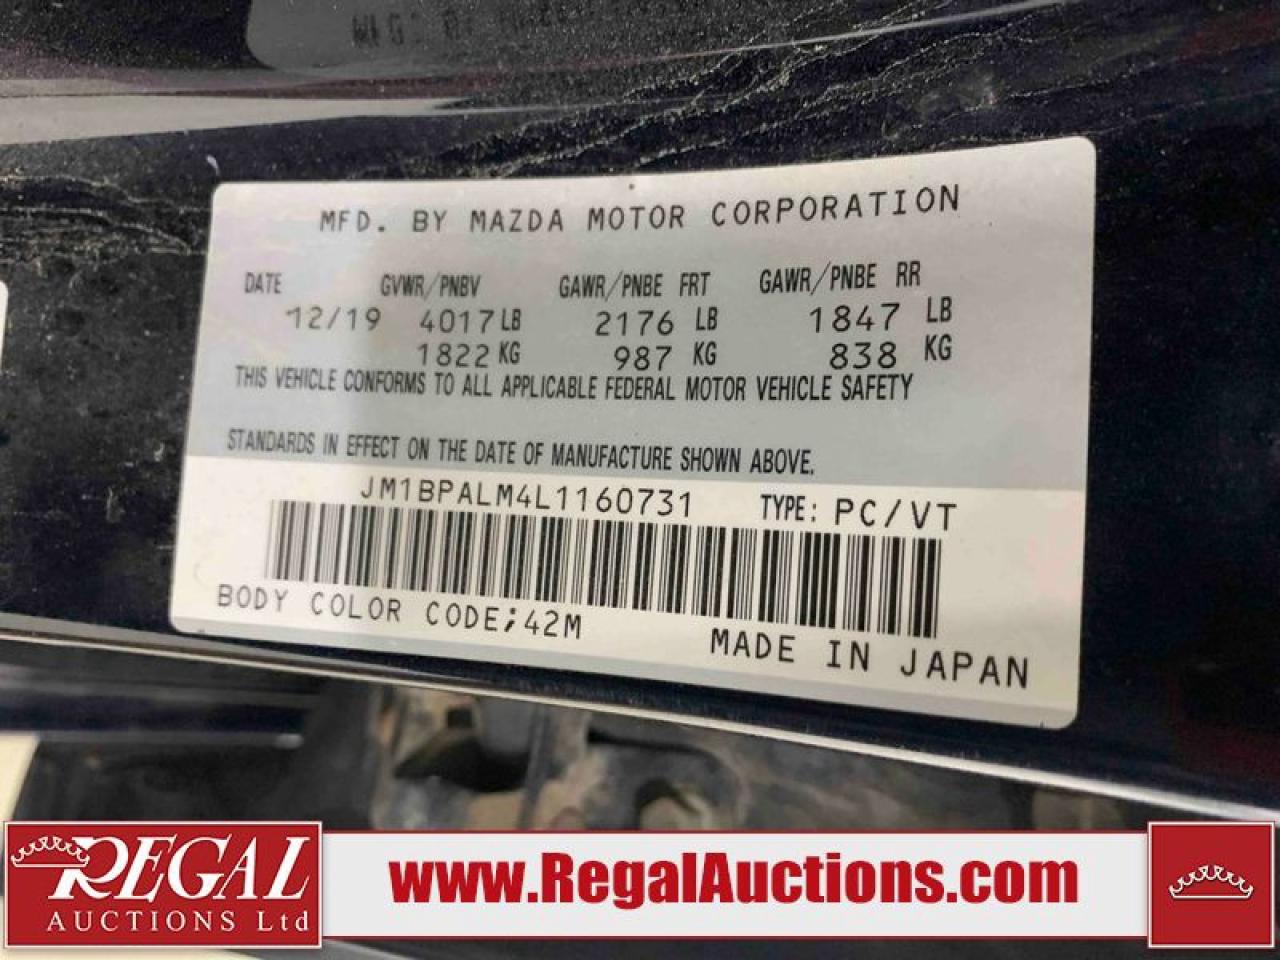 MFD. BY MAZDA MOTOR CORPORATION
DATE GVWR/PNBV GAWR/PNBE FRT GAWR/PNBE RR
12/19 4017 LB 2176 LB 1847 LB
1822 KG 987 KG 838 KG
THIS VEHICLE CONFORMS TO ALL APPLICABLE FEDERAL MOTOR VEHICLE SAFETY
STANDARDS IN EFFECT ON THE DATE OF MANUFACTURE SHOWN ABOVE.
JM1BPALM4L1160731 TYPE: PC/VT
BODY COLOR CODE;42M
MADE IN JAPAN
REGAL
AUCTIONS Ltd
www.RegalAuctions.com